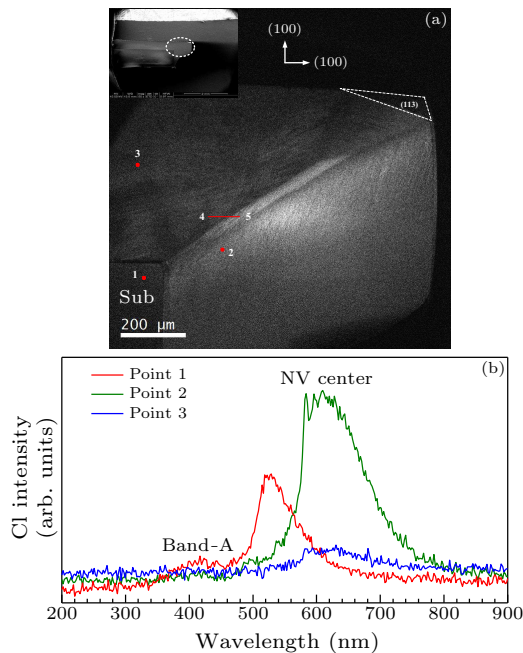 (a)
(100)
(100)
(113)
3
4
5
2
1
Sub
200 µm
(b)
Point 1
Point 2
Point 3
NV center
Band-A
Cl intensity
(arb. units)
200 300 400 500 600 700 800 900
Wavelength (nm)